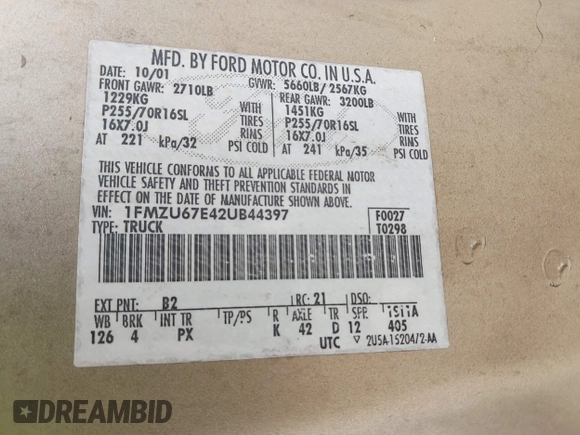 MFD. BY FORD MOTOR CO. IN U.S.A.
DATE: 10/01 GVWR: 5660LB/ 2567KG
FRONT GAWR: 2710LB REAR GAWR: 3200LB
1229KG WITH 1451KG WITH
P255/70R16SL TIRES P255/70R16SL TIRES
16X7.0J RINS 16X7.0J RINS
AT 221 kPa/32 PSI COLD AT 241 kPa/35 PSI COLD
THIS VEHICLE CONFORMS TO ALL APPLICABLE FEDERAL MOTOR
VEHICLE SAFETY AND THEFT PREVENTION STANDARDS IN
EFFECT ON THE DATE OF MANUFACTURE SHOWN ABOVE.
VIN: 1FMZU67E42UB44397 F0027
TYPE: TRUCK T0298
EXT PNT: B2 RC: 21 DSO:
WB BRK INT TR TP/PS R AXLE TR SPR
126 4 PX K 42 D 12 405
UTC ▽ 2U5A-15204/2-AA
DREAMBID